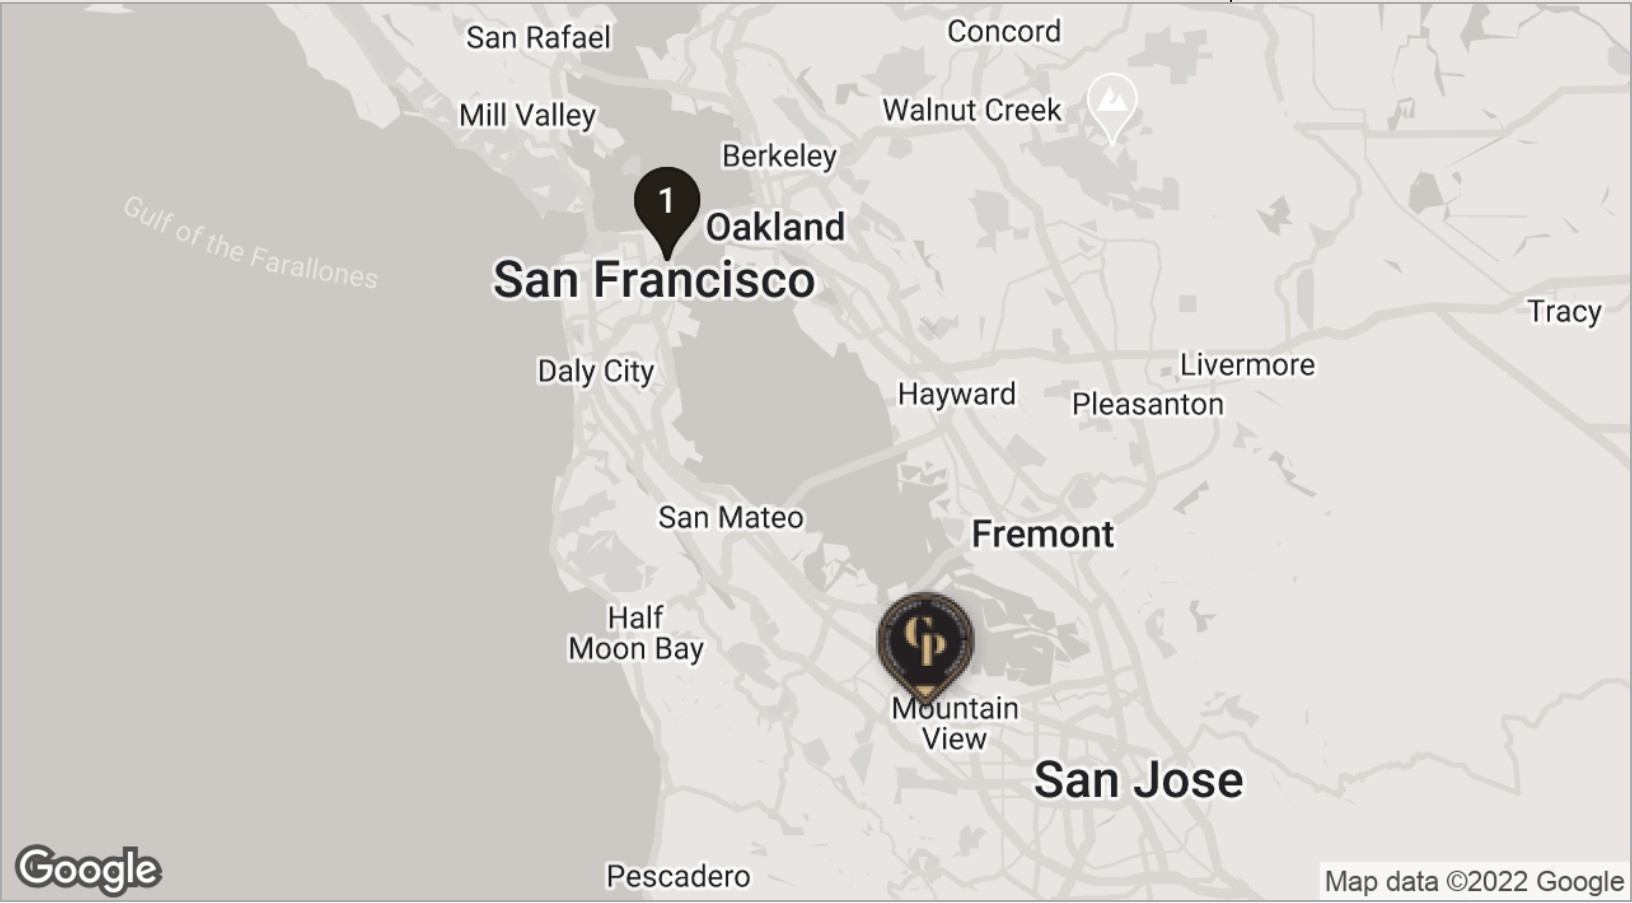 San Rafael
Concord
Mill Valley
Walnut Creek
Berkeley
1
Gulf of the Farallones
Oakland
San Francisco
Tracy
Daly City
Livermore
Hayward
Pleasanton
San Mateo
Fremont
Half
Moon Bay
GP
Mountain
View
San Jose
Google
Pescadero
Map data ©2022 Google